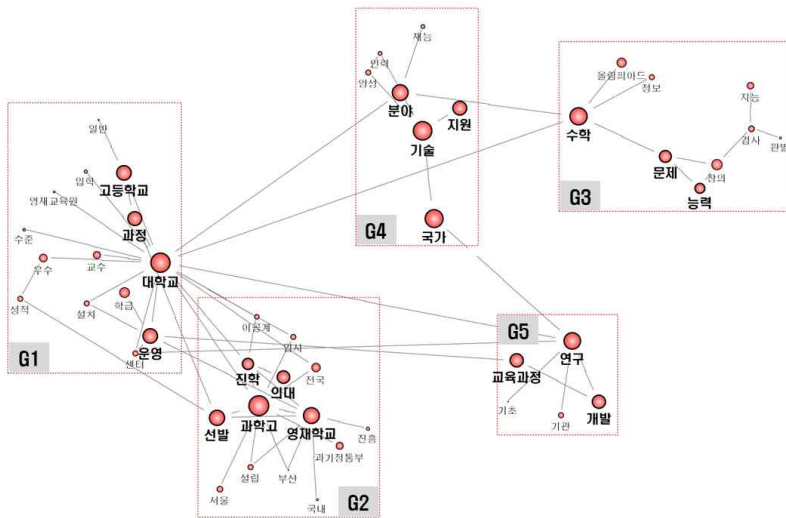 일반
고등학교
입학
영재교육원
과정
수준
대학교
우수
교수
성적
설치
학급
운영
센터
G1
이공계
입시
진학
의대
전국
선발
과학고
영재학교
진흥
과기정통부
설립
부산
서울
국내
G2
재능
인력
양성
분야
지원
기술
국가
G4
올림피아드
정보
수학
지능
검사
판별
문제
창의
능력
G3
G5
연구
교육과정
기초
기관
개발